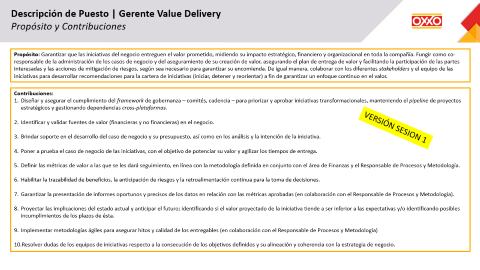 Descripción de Puesto | Gerente Value Delivery
Propósito y Contribuciones
OXXO
Propósito: Garantizar que las iniciativas del negocio entreguen el valor prometido, midiendo su impacto estratégico, financiero y organizacional en toda la compañía. Fungir como co-
responsable de la administración de los casos de negocio y del aseguramiento de su creación de valor, asegurando el plan de entrega de valor y facilitando la participación de las partes
interesadas y las acciones de mitigación de riesgos, según sea necesario para garantizar su encomienda. De igual manera, colaborar con los diferentes stakeholders y el equipo de las
iniciativas para desarrollar recomendaciones para la cartera de iniciativas (iniciar, detener y reorientar) a fin de garantizar un enfoque continuo en el valor.
Contribuciones:
1. Diseñar y asegurar el cumplimiento del framework de gobernanza – comités, cadencia – para priorizar y aprobar iniciativas transformacionales, manteniendo el pipeline de proyectos
estratégicos y gestionando dependencias cross-plataformas.
VERSIÓN SESION 1
2. Identificar y validar fuentes de valor (financieras y no financieras) en el negocio.
3. Brindar soporte en el desarrollo del caso de negocio y su presupuesto, así como en los análisis y la intención de la iniciativa.
4. Poner a prueba el caso de negocio de las iniciativas, con el objetivo de potenciar su valor y agilizar los tiempos de entrega.
5. Definir las métricas de valor a las que se les dará seguimiento, en línea con la metodología definida en conjunto con el área de Finanzas y el Responsable de Procesos y Metodología.
6. Habilitar la trazabilidad de beneficios, la anticipación de riesgos y la retroalimentación continua para la toma de decisiones.
7. Garantizar la presentación de informes oportunos y precisos de los datos en relación con las métricas aprobadas (en colaboración con el Responsable de Procesos y Metodología).
8. Proyectar las implicaciones del estado actual y anticipar el futuro; identificando si el valor proyectado de la iniciativa tiende a ser inferior a las expectativas y/o identificando posibles
incumplimientos de los plazos de ésta.
9. Implementar metodologías ágiles para asegurar hitos y calidad de los entregables (en colaboración con el Responsable de Procesos y Metodología)
10.Resolver dudas de los equipos de iniciativas respecto a la consecución de los objetivos definidos y su alineación y coherencia con la estrategia de negocio.